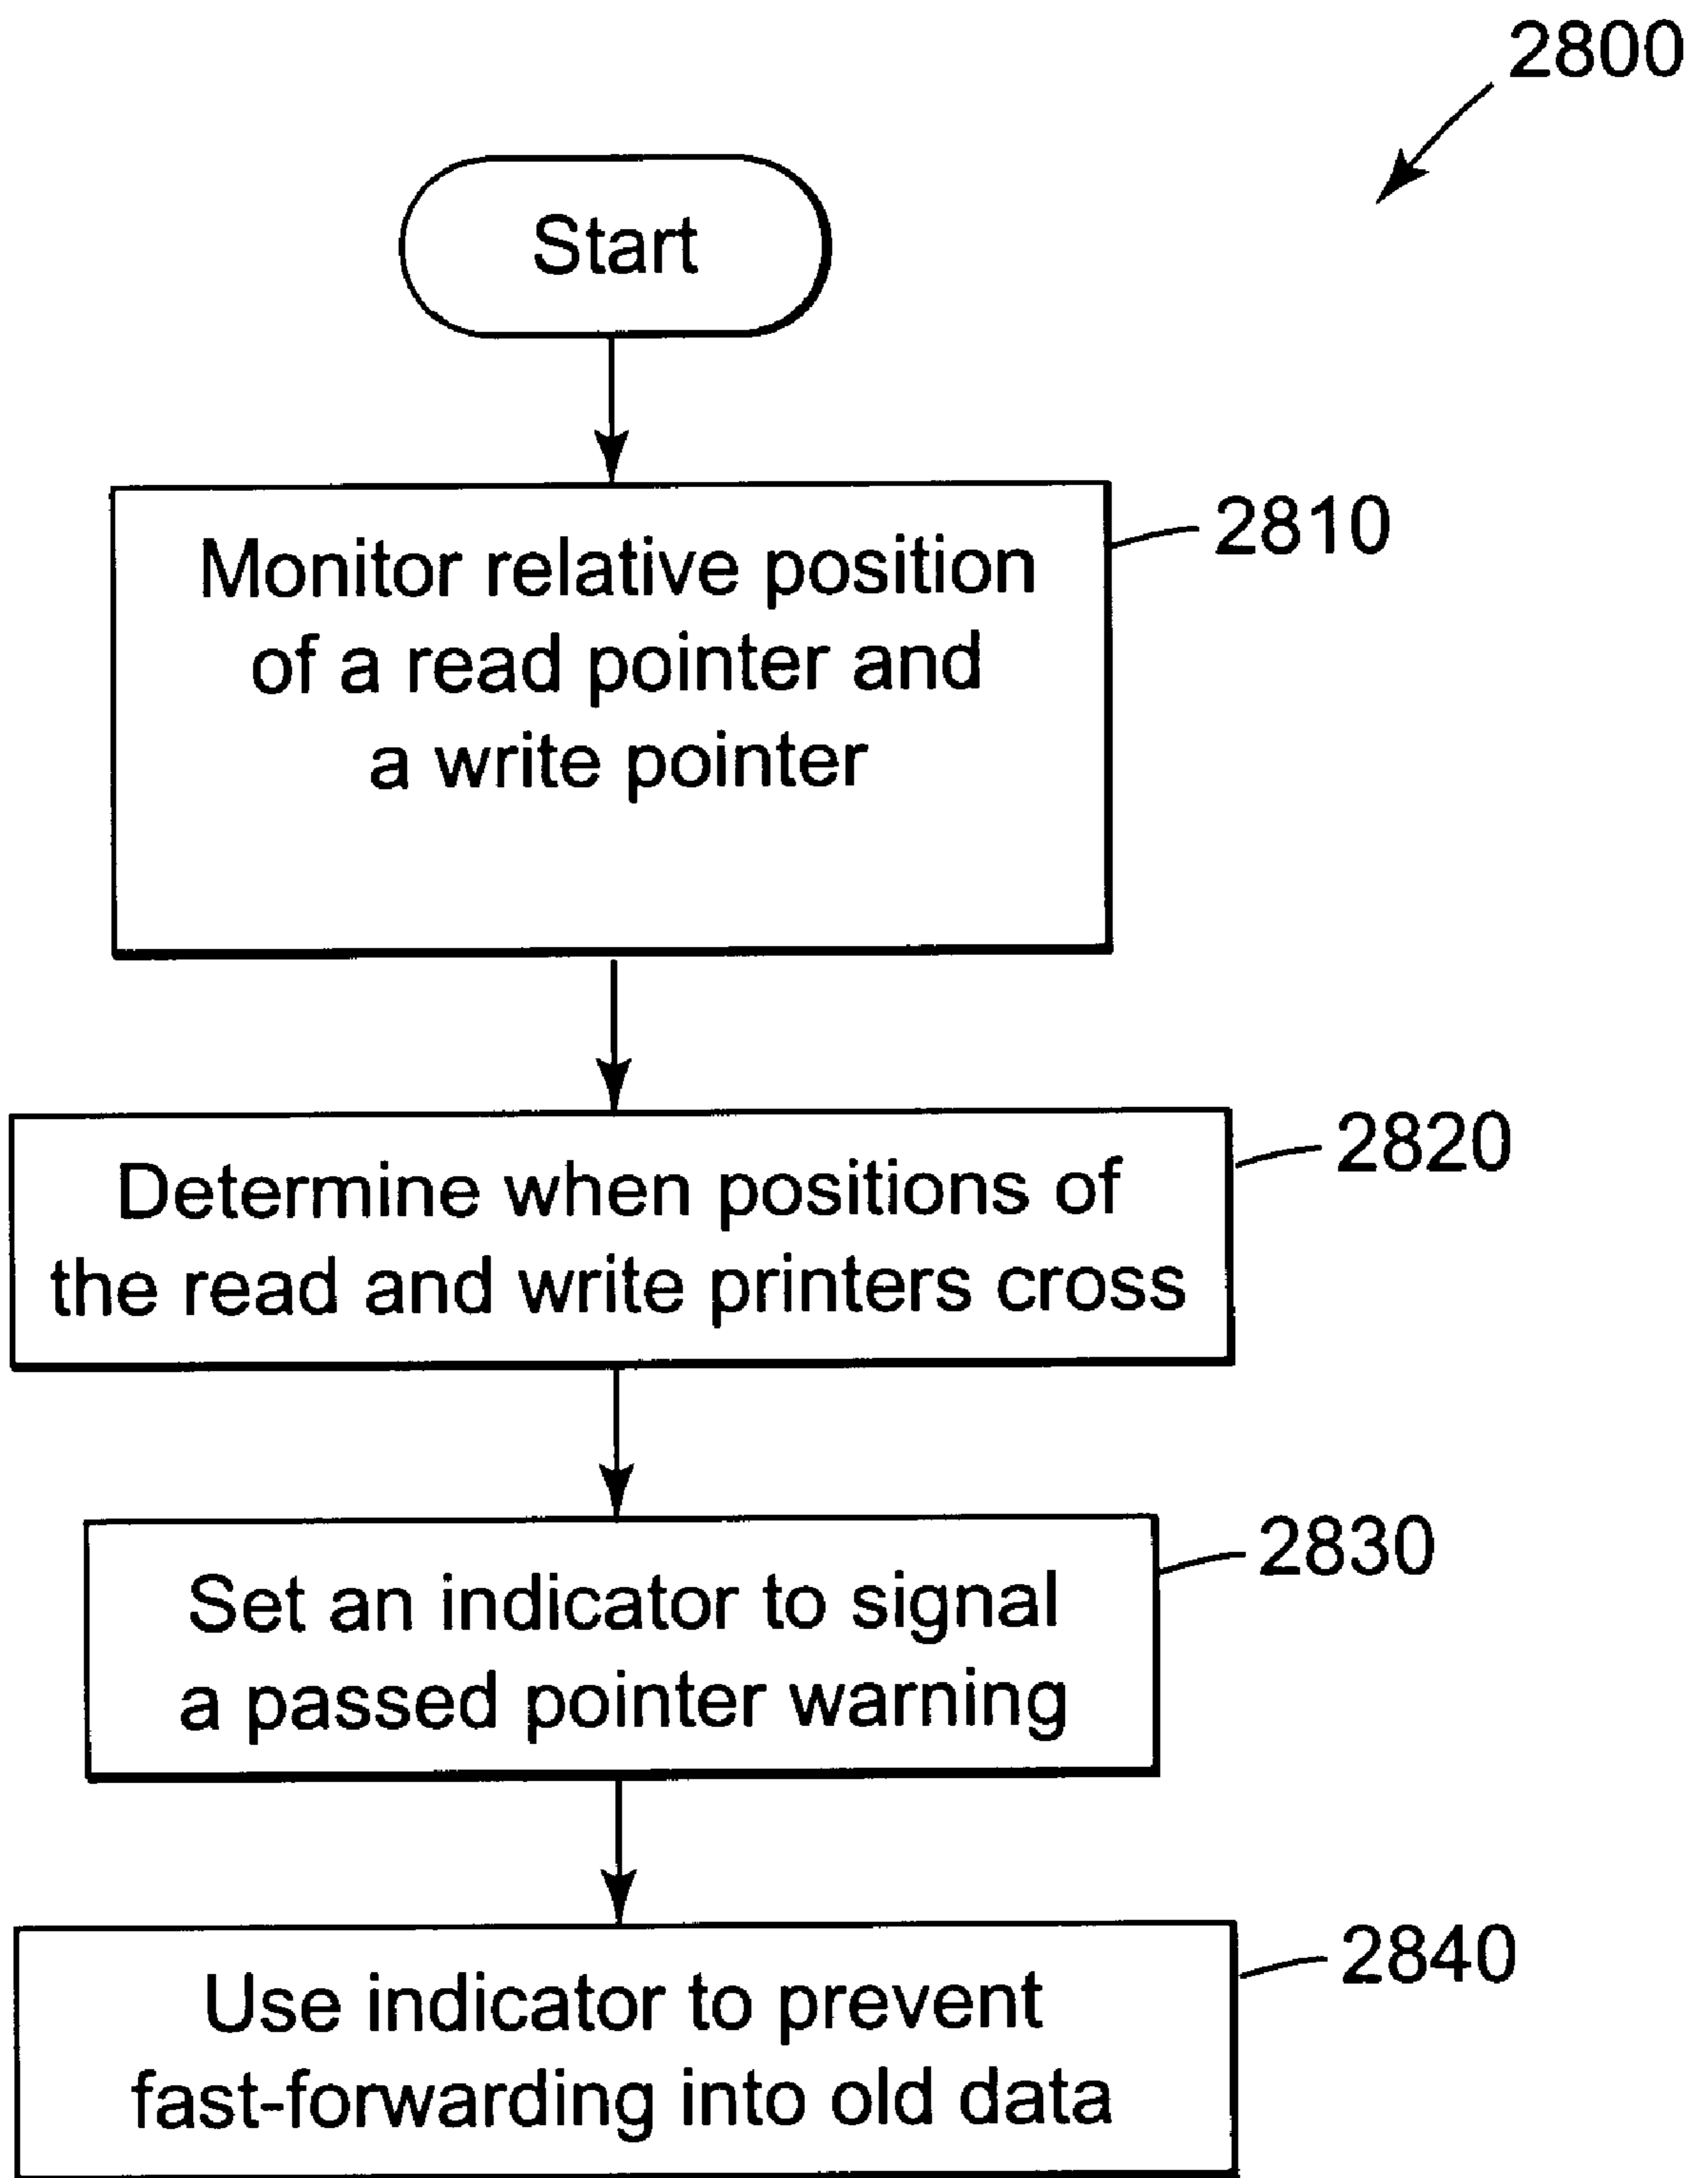 2800
Start
Monitor relative position
of a read pointer and
a write pointer
2810
Determine when positions of
the read and write printers cross
2820
Set an indicator to signal
a passed pointer warning
2830
Use indicator to prevent
fast-forwarding into old data
2840